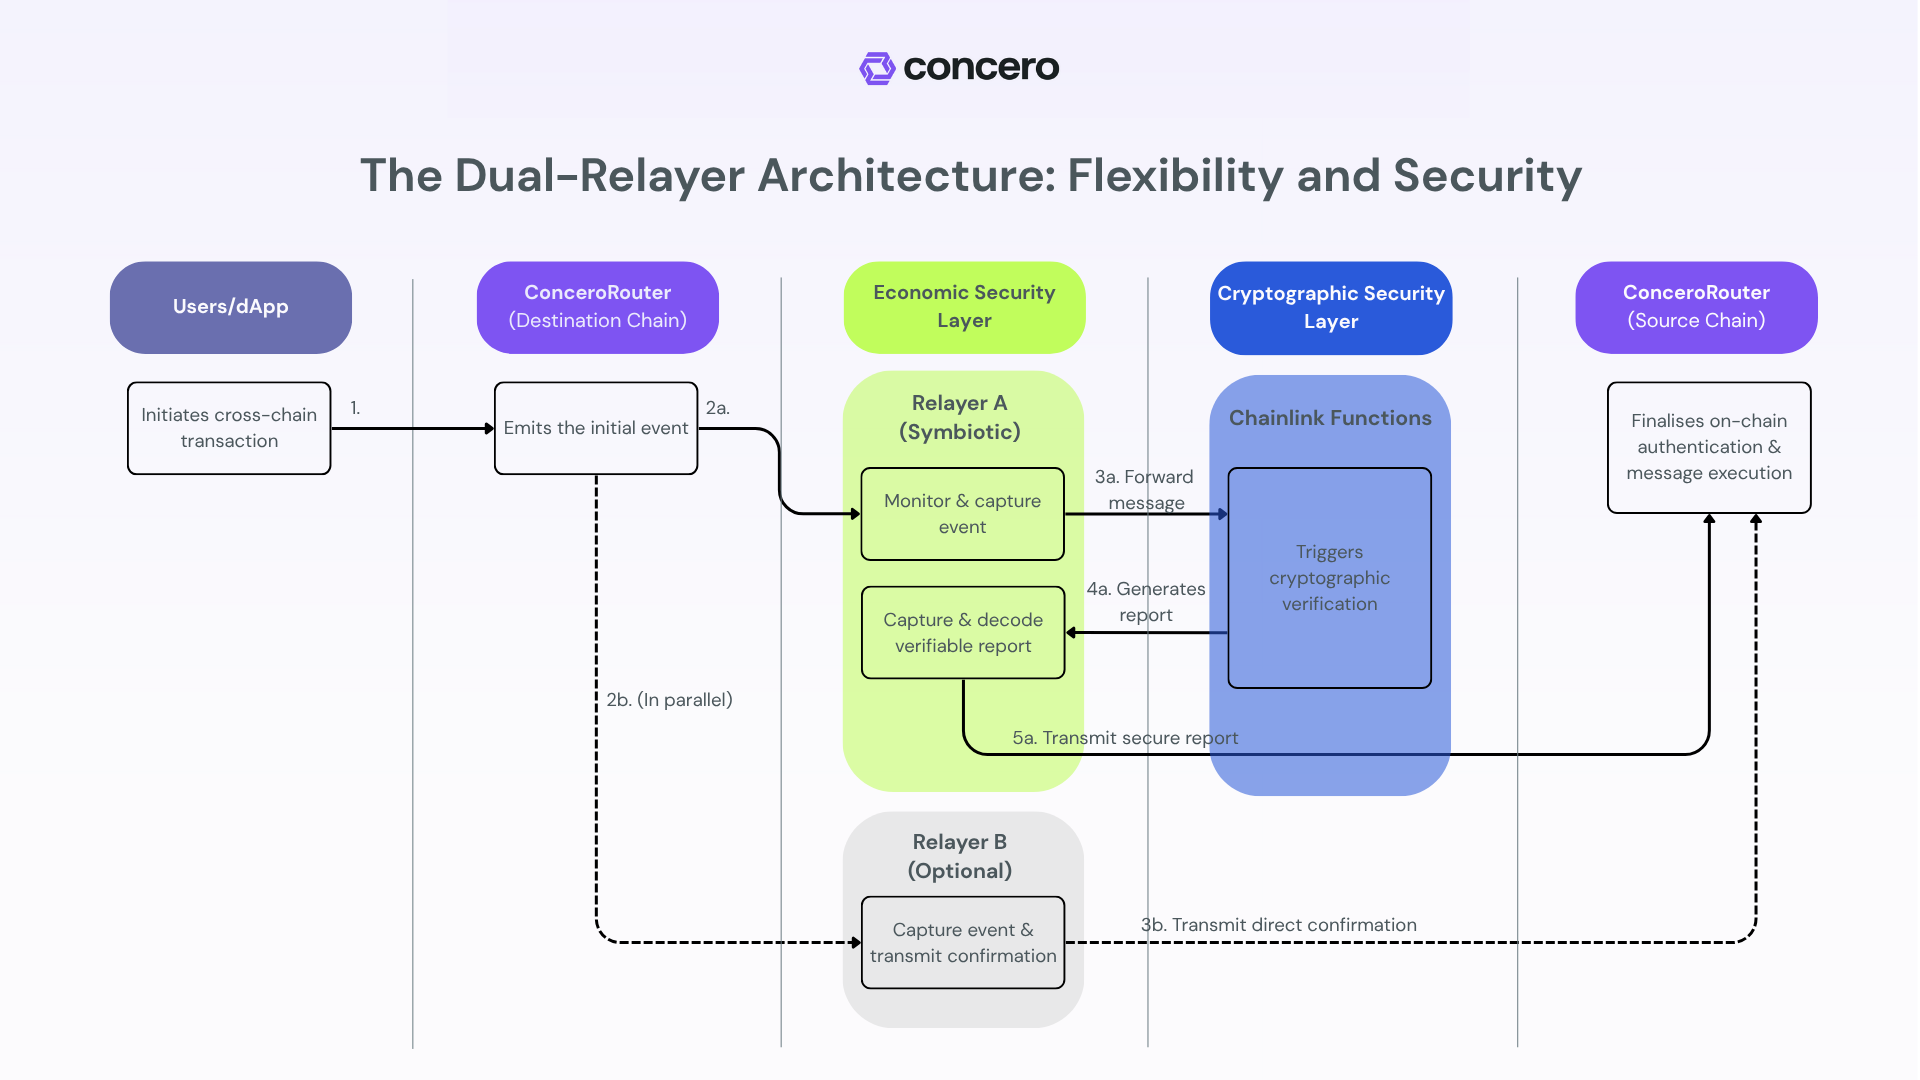 concero
The Dual-Relayer Architecture: Flexibility and Security
Users/dApp
ConceroRouter
(Destination Chain)
Economic Security
Layer
Cryptographic Security
Layer
ConceroRouter
(Source Chain)
Initiates cross-chain
transaction
1.
Emits the initial event
2a.
Relayer A
(Symbiotic)
Monitor & capture
event
3a. Forward
message
Chainlink Functions
Triggers
cryptographic
verification
Finalises on-chain
authentication &
message execution
Capture & decode
verifiable report
4a. Generates
report
2b. (In parallel)
5a. Transmit secure report
Relayer B
(Optional)
Capture event &
transmit confirmation
3b. Transmit direct confirmation